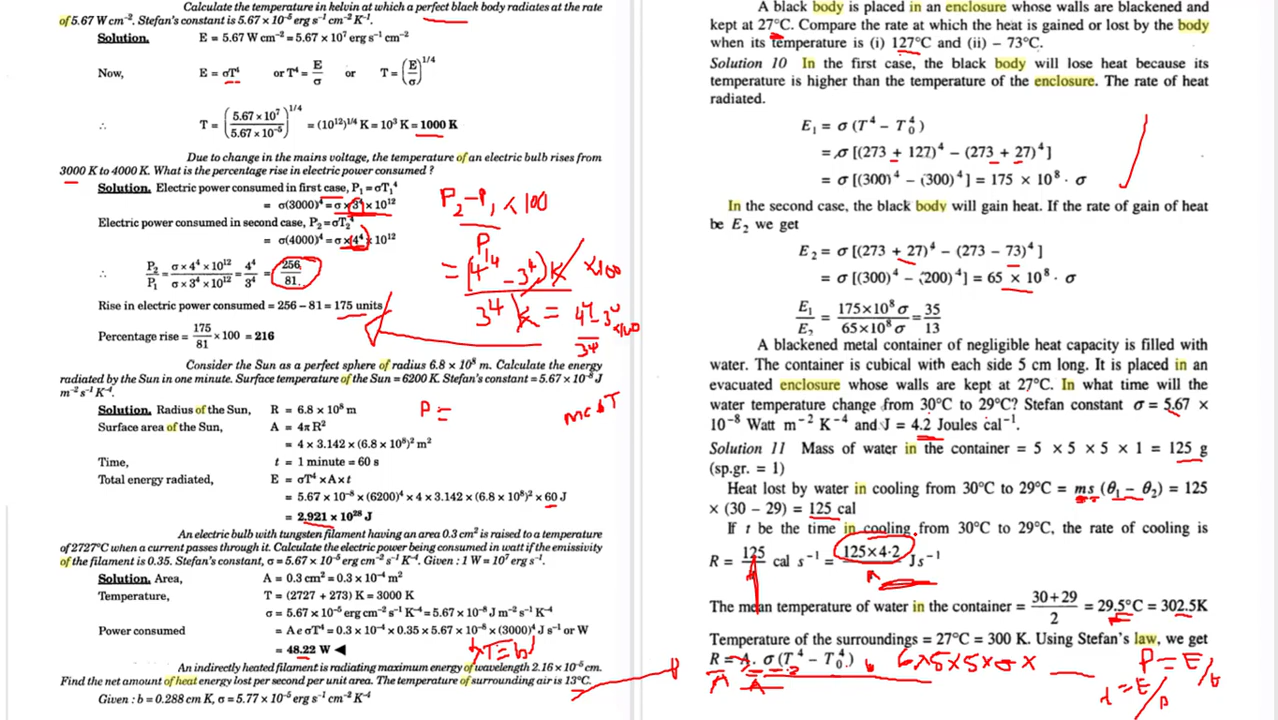 Calculate the temperature in kelvin at which a perfect black body radiates at the rate
of 5.67 W cm⁻². Stefan's constant is 5.67 × 10⁻⁵ erg s⁻¹ cm⁻² K⁻⁴.
Solution. E = 5.67 W cm⁻² = 5.67 × 10⁷ erg s⁻¹ cm⁻²
Now, E = σT⁴ or T⁴ = E/σ or T = (E/σ)^1/4
∴ T = (5.67 × 10⁷ / 5.67 × 10⁻⁵)^1/4 = (10¹²)^1/4 K = 10³ K = 1000 K
Due to change in the mains voltage, the temperature of an electric bulb rises from
3000 K to 4000 K. What is the percentage rise in electric power consumed ?
Solution. Electric power consumed in first case, P₁ = σT₁⁴
= σ(3000)⁴ = σ × 3⁴ × 10¹²
Electric power consumed in second case, P₂ = σT₂⁴
= σ(4000)⁴ = σ × 4⁴ × 10¹²
∴ P₂/P₁ = σ × 4⁴ × 10¹² / σ × 3⁴ × 10¹² = 4⁴/3⁴ = 256/81
Rise in electric power consumed = 256 – 81 = 175 units
Percentage rise = 175/81 × 100 = 216
P₂ – P₁ / P₁ × 100
= (4⁴ – 3⁴) K / 3⁴ K × 100
= 4⁴ – 3⁴ / 3⁴ × 100
Consider the Sun as a perfect sphere of radius 6.8 × 10⁸ m. Calculate the energy
radiated by the Sun in one minute. Surface temperature of the Sun = 6200 K. Stefan's constant = 5.67 × 10⁻⁸ J
m⁻² s⁻¹ K⁻⁴.
Solution. Radius of the Sun, R = 6.8 × 10⁸ m
Surface area of the Sun, A = 4πR²
= 4 × 3.142 × (6.8 × 10⁸)² m²
Time, t = 1 minute = 60 s
Total energy radiated, E = σT⁴ × A × t
= 5.67 × 10⁻⁸ × (6200)⁴ × 4 × 3.142 × (6.8 × 10⁸)² × 60 J
= 2.921 × 10²⁸ J
P =
mcΔT
An electric bulb with tungsten filament having an area 0.3 cm² is raised to a temperature
of 2727°C when a current passes through it. Calculate the electric power being consumed in watt if the emissivity
of the filament is 0.35. Stefan's constant, σ = 5.67 × 10⁻⁵ erg cm⁻² s⁻¹ K⁻⁴. Given : 1 W = 10⁷ erg s⁻¹.
Solution. Area, A = 0.3 cm² = 0.3 × 10⁻⁴ m²
Temperature, T = (2727 + 273) K = 3000 K
σ = 5.67 × 10⁻⁵ erg cm⁻² s⁻¹ K⁻⁴ = 5.67 × 10⁻⁸ J m⁻² s⁻¹ K⁻⁴
Power consumed = A e σT⁴ = 0.3 × 10⁻⁴ × 0.35 × 5.67 × 10⁻⁸ × (3000)⁴ J s⁻¹ or W
= 48.22 W ◄
λT = b
An indirectly heated filament is radiating maximum energy of wavelength 2.16 × 10⁻⁵ cm.
Find the net amount of heat energy lost per second per unit area. The temperature of surrounding air is 13°C.
Given : b = 0.288 cm K, σ = 5.77 × 10⁻⁵ erg s⁻¹ cm⁻² K⁻⁴
A black body is placed in an enclosure whose walls are blackened and
kept at 27°C. Compare the rate at which the heat is gained or lost by the body
when its temperature is (i) 127°C and (ii) – 73°C.
Solution 10 In the first case, the black body will lose heat because its
temperature is higher than the temperature of the enclosure. The rate of heat
radiated.
E₁ = σ (T⁴ – T₀⁴)
= σ [(273 + 127)⁴ – (273 + 27)⁴]
= σ [(300)⁴ – (300)⁴] = 175 × 10⁸ · σ
In the second case, the black body will gain heat. If the rate of gain of heat
be E₂ we get
E₂ = σ [(273 + 27)⁴ – (273 – 73)⁴]
= σ [(300)⁴ – (200)⁴] = 65 × 10⁸ · σ
E₁/E₂ = 175×10⁸ σ / 65×10⁸ σ = 35/13
A blackened metal container of negligible heat capacity is filled with
water. The container is cubical with each side 5 cm long. It is placed in an
evacuated enclosure whose walls are kept at 27°C. In what time will the
water temperature change from 30°C to 29°C? Stefan constant σ = 5.67 ×
10⁻⁸ Watt m⁻² K⁻⁴ and J = 4.2 Joules cal⁻¹.
Solution 11 Mass of water in the container = 5 × 5 × 5 × 1 = 125 g
(sp.gr. = 1)
Heat lost by water in cooling from 30°C to 29°C = ms (θ₁ – θ₂) = 125
× (30 – 29) = 125 cal
If t be the time in cooling from 30°C to 29°C, the rate of cooling is
R = 125 cal s⁻¹ = 125×4·2 J s⁻¹
The mean temperature of water in the container = 30+29/2 = 29.5°C = 302.5K
Temperature of the surroundings = 27°C = 300 K. Using Stefan's law, we get
R = A. σ (T⁴ – T₀⁴)
6×5×5×σ×
P = E/t
t = E/P